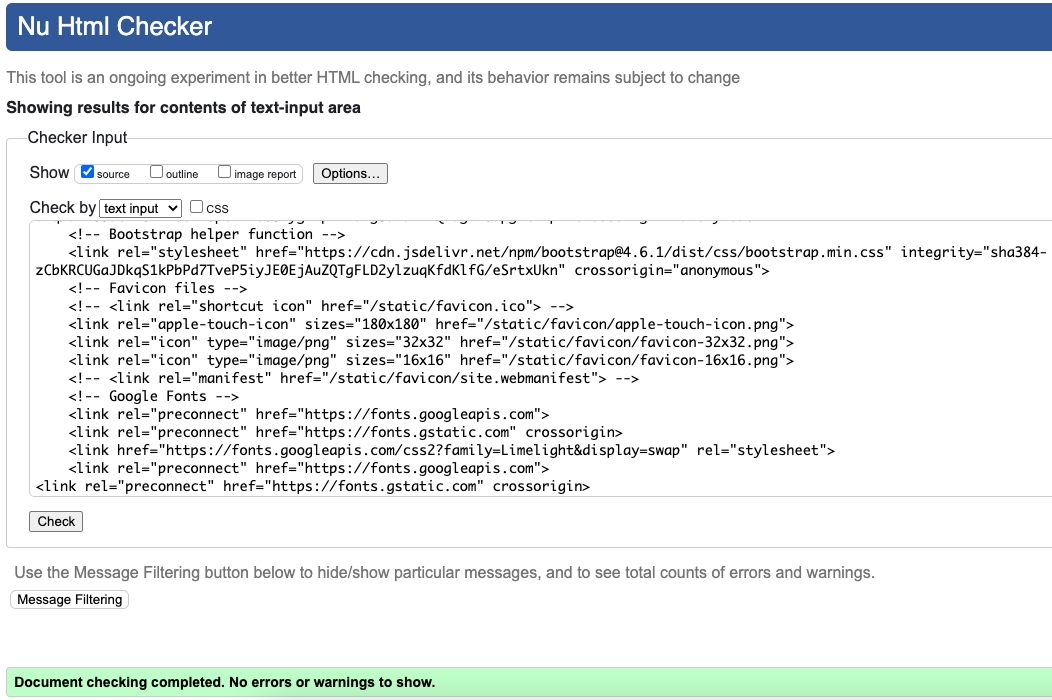 Nu Html Checker
This tool is an ongoing experiment in better HTML checking, and its behavior remains subject to change
Showing results for contents of text-input area
Checker Input
Show source outline image report Options...
Check by text input css
<!-- Bootstrap helper function -->
<link rel="stylesheet" href="https://cdn.jsdelivr.net/npm/bootstrap@4.6.1/dist/css/bootstrap.min.css" integrity="sha384-
zCbKRCUGaJDkqS1kPbPd7TveP5iyJE0EjAuZQTgFLD2ylzuqKfdKlfG/eSrtxUkn" crossorigin="anonymous">
<!-- Favicon files -->
<!-- <link rel="shortcut icon" href="/static/favicon.ico"> -->
<link rel="apple-touch-icon" sizes="180x180" href="/static/favicon/apple-touch-icon.png">
<link rel="icon" type="image/png" sizes="32x32" href="/static/favicon/favicon-32x32.png">
<link rel="icon" type="image/png" sizes="16x16" href="/static/favicon/favicon-16x16.png">
<!-- <link rel="manifest" href="/static/favicon/site.webmanifest"> -->
<!-- Google Fonts -->
<link rel="preconnect" href="https://fonts.googleapis.com">
<link rel="preconnect" href="https://fonts.gstatic.com" crossorigin>
<link href="https://fonts.googleapis.com/css2?family=Limelight&display=swap" rel="stylesheet">
<link rel="preconnect" href="https://fonts.googleapis.com">
<link rel="preconnect" href="https://fonts.gstatic.com" crossorigin>
Check
Use the Message Filtering button below to hide/show particular messages, and to see total counts of errors and warnings.
Message Filtering
Document checking completed. No errors or warnings to show.